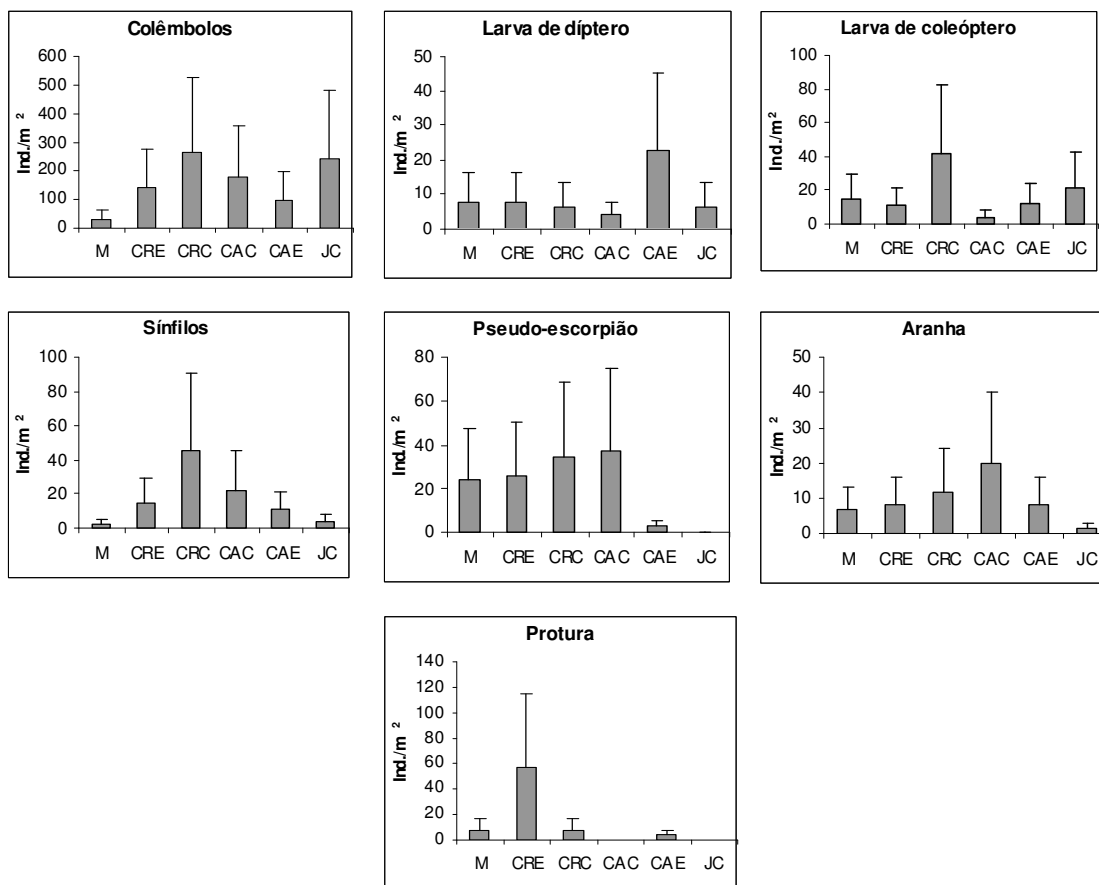 Colêmbolos
Ind./m ²
600
500
400
300
200
100
0
M CRE CRC CAC CAE JC
Larva de díptero
Ind./m ²
50
40
30
20
10
0
M CRE CRC CAC CAE JC
Larva de coleóptero
Ind./m²
100
80
60
40
20
0
M CRE CRC CAC CAE JC
Sínfilos
Ind./m ²
100
80
60
40
20
0
M CRE CRC CAC CAE JC
Pseudo-escorpião
Ind./m ²
80
60
40
20
0
M CRE CRC CAC CAE JC
Aranha
Ind./m ²
50
40
30
20
10
0
M CRE CRC CAC CAE JC
Protura
Ind./m ²
140
120
100
80
60
40
20
0
M CRE CRC CAC CAE JC